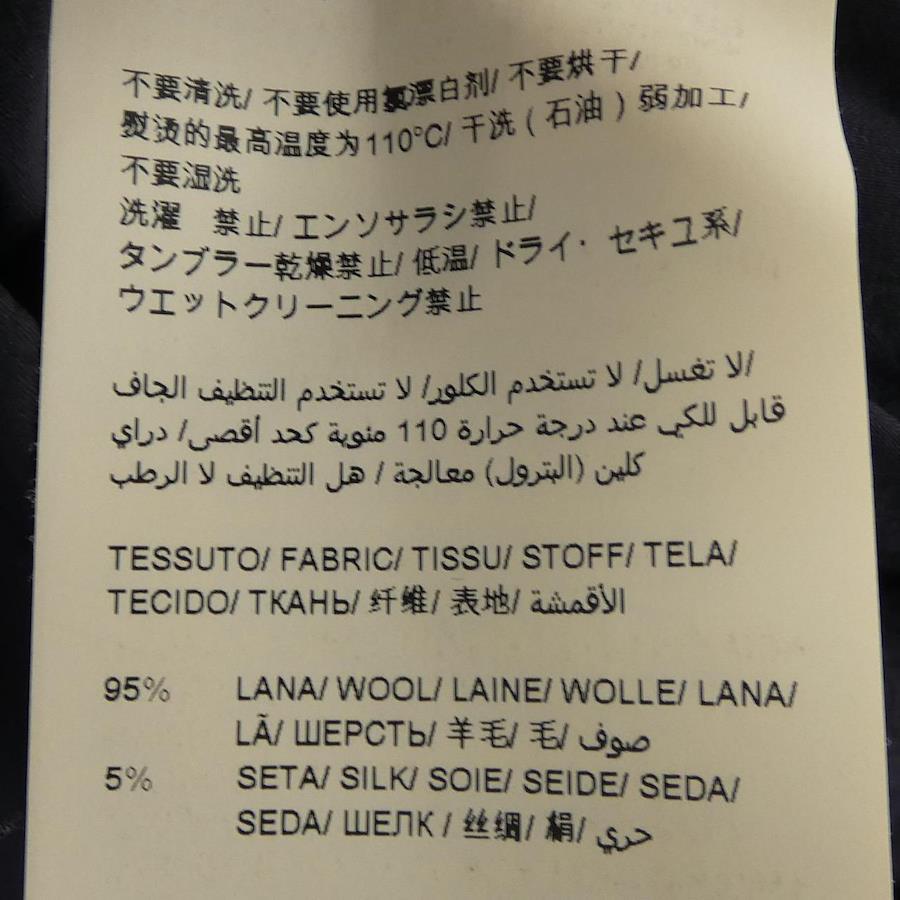 不要清洗/ 不要使用氯漂白剂/ 不要烘干/
熨烫的最高温度为110°C/ 干洗 ( 石油 ) 弱加工/
不要湿洗
洗濯　禁止/ エンソサラシ禁止/
タンブラー乾燥禁止/ 低温/ ドライ・ セキユ系/
ウエットクリーニング禁止
لا تغسل/ لا تستخدم الكلور/ لا تستخدم التنظيف الجاف/
قابل للكي عند درجة حرارة 110 مئوية كحد أقصى/ دراي
كلين (البترول) معالجة / هل التنظيف لا الرطب
TESSUTO/ FABRIC/ TISSU/ STOFF/ TELA/
TECIDO/ ТКАНЬ/ 纤维/ 表地/ الأقمشة
95% LANA/ WOOL/ LAINE/ WOLLE/ LANA/
LÃ/ ШЕРСТЬ/ 羊毛/ 毛/ صوف
5% SETA/ SILK/ SOIE/ SEIDE/ SEDA/
SEDA/ ШЕЛК / 丝绸/ 絹/ حري